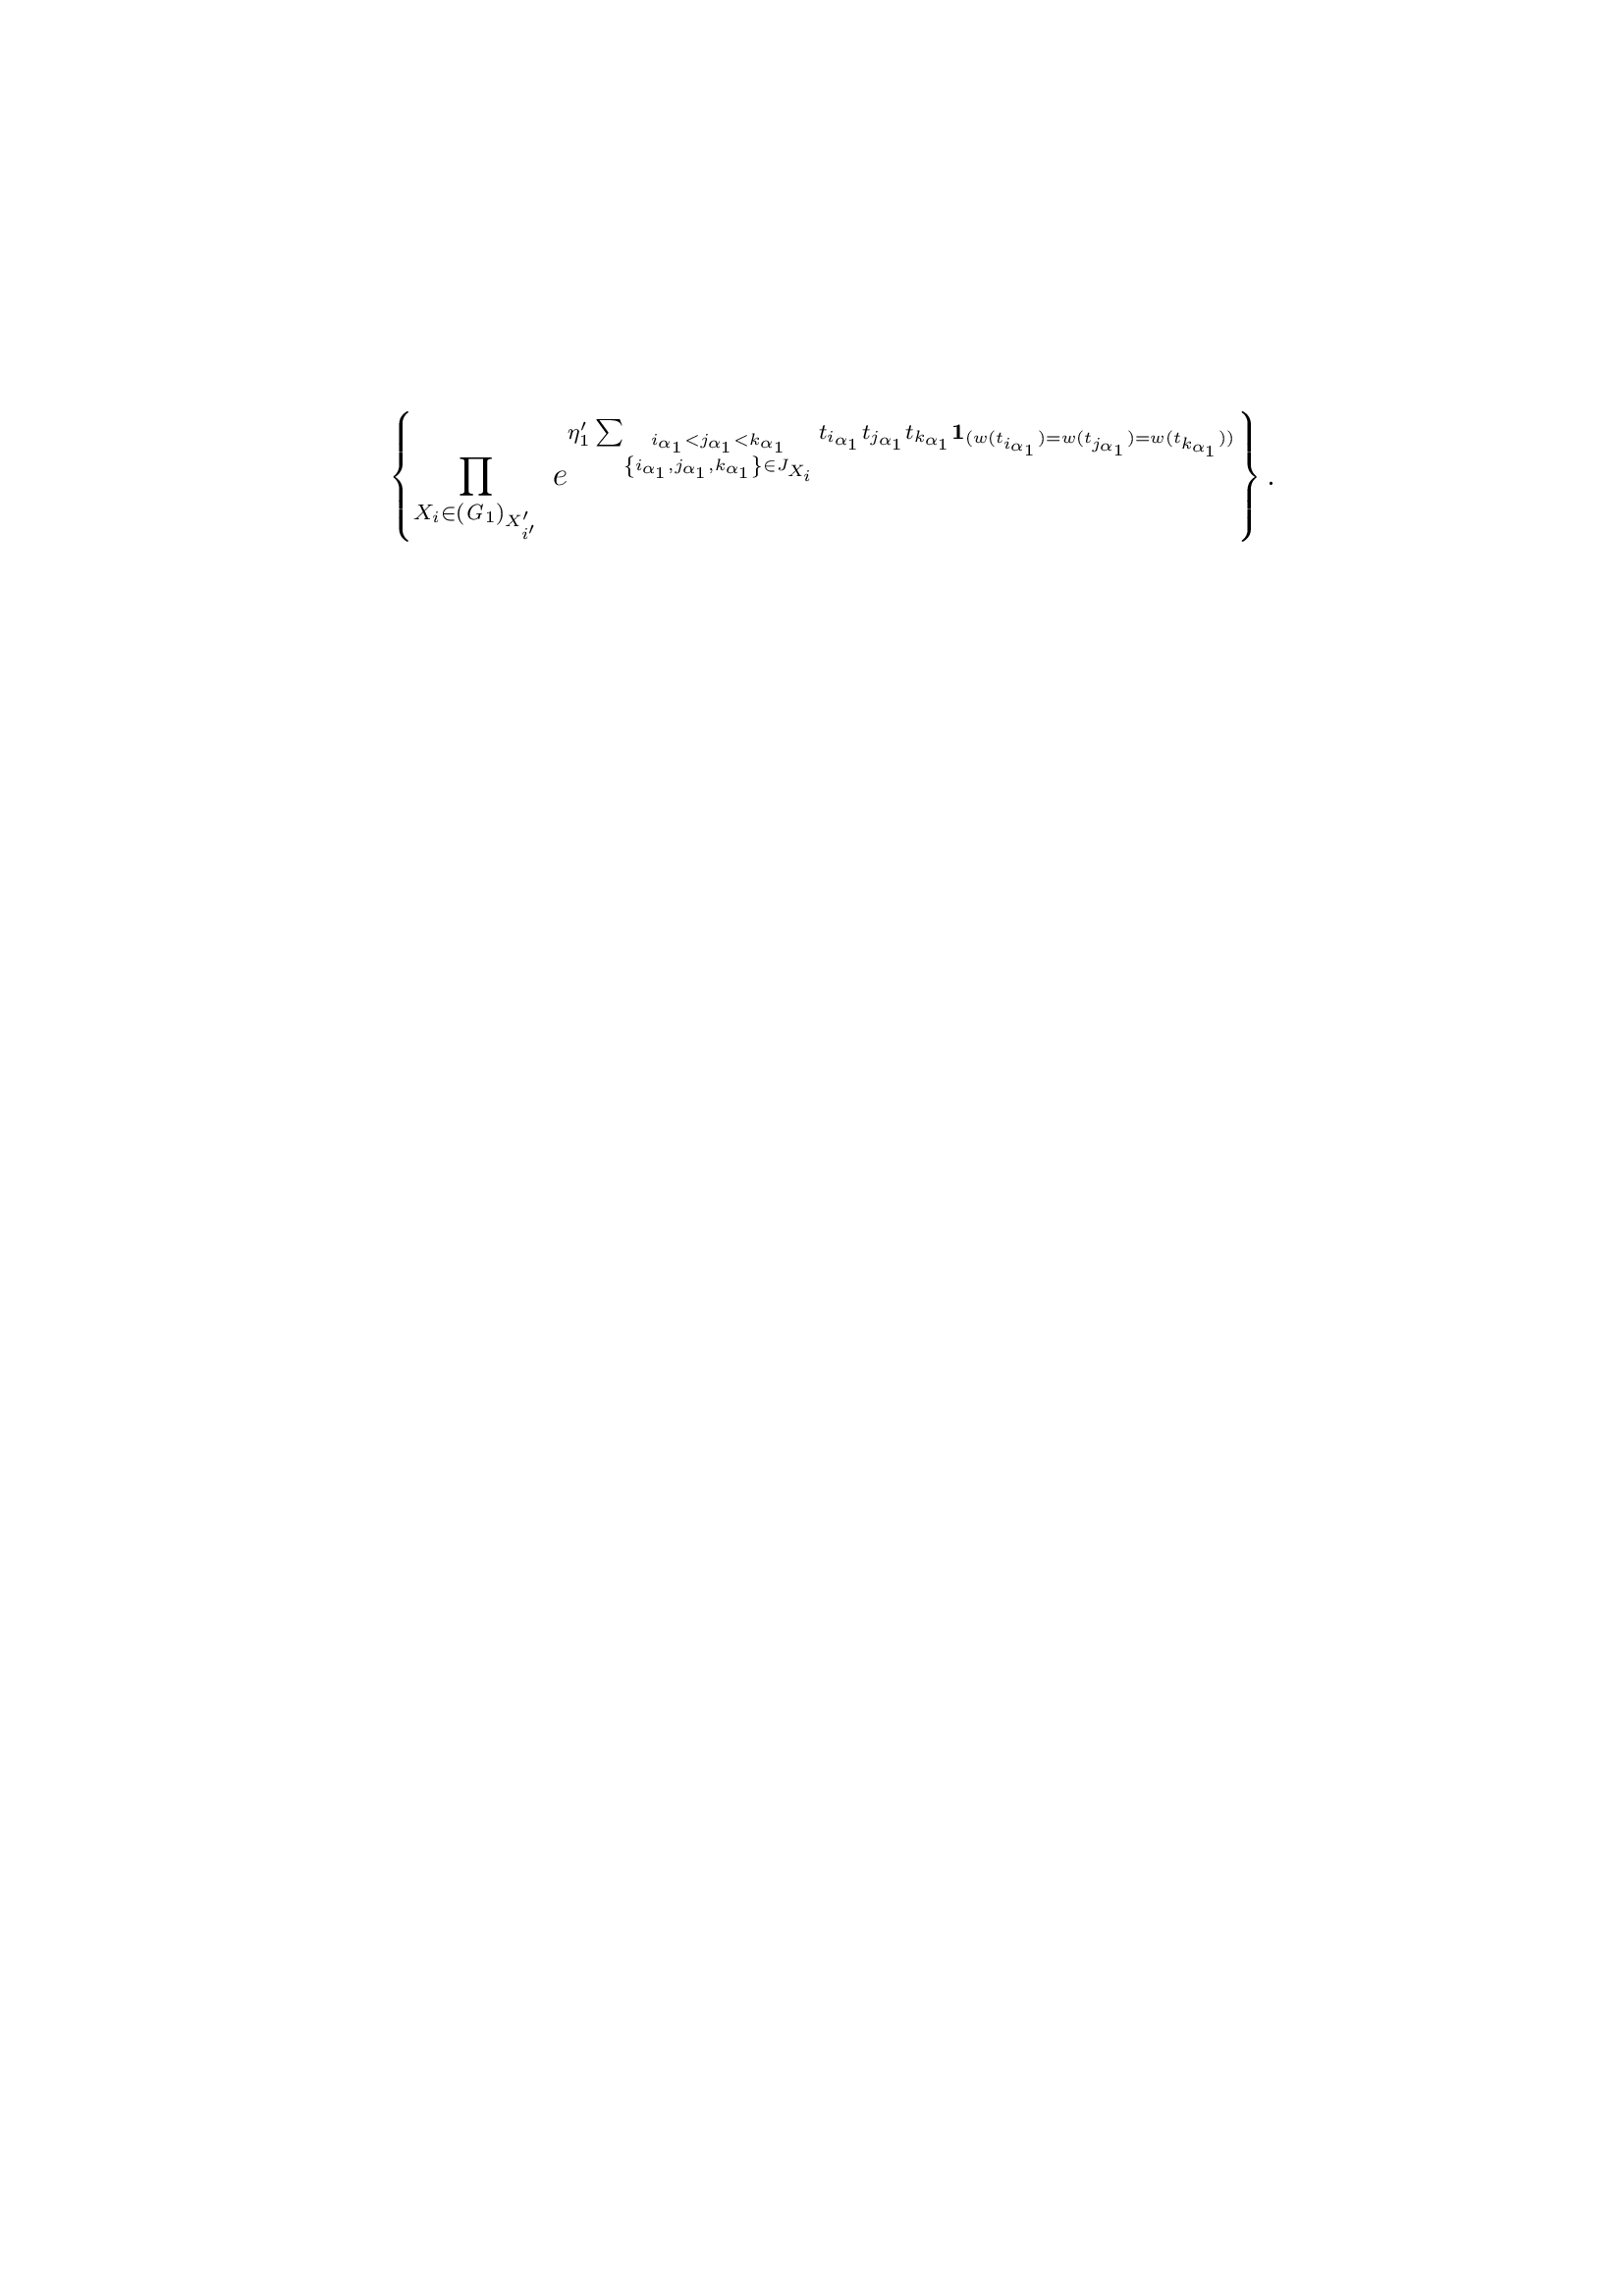 \left\{ \prod_{X_i \in (G_1)_{X'_{i'}}} e^{\eta'_1 \sum_{\substack{i_{\alpha_1} < j_{\alpha_1} < k_{\alpha_1} \\ \{i_{\alpha_1}, j_{\alpha_1}, k_{\alpha_1}\} \in J_{X_i}}} t_{i_{\alpha_1}} t_{j_{\alpha_1}} t_{k_{\alpha_1}} \mathbf{1}_{(w(t_{i_{\alpha_1}}) = w(t_{j_{\alpha_1}}) = w(t_{k_{\alpha_1}}))}} \right\}.